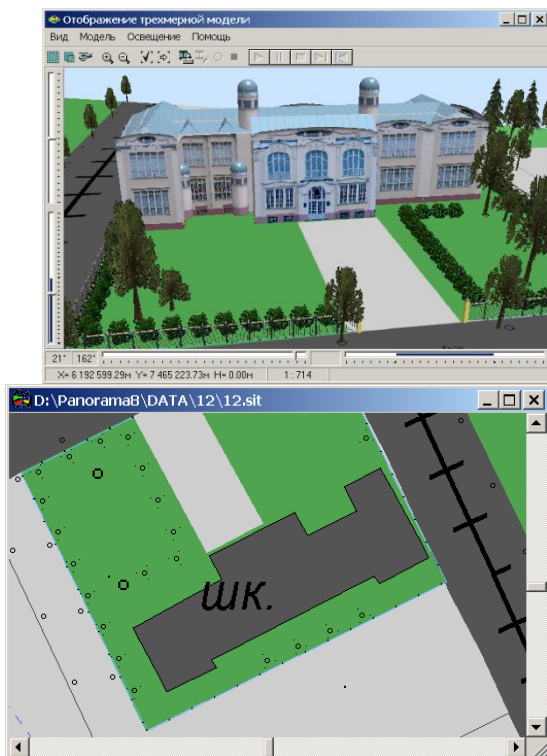 Отображение трехмерной модели
Вид Модель Освещение Помощь
21° 162°
X= 6 192 599.29м Y= 7 465 223.73м H= 0.00м 1 : 714
D:\Panorama8\DATA\12\12.sit
шк.